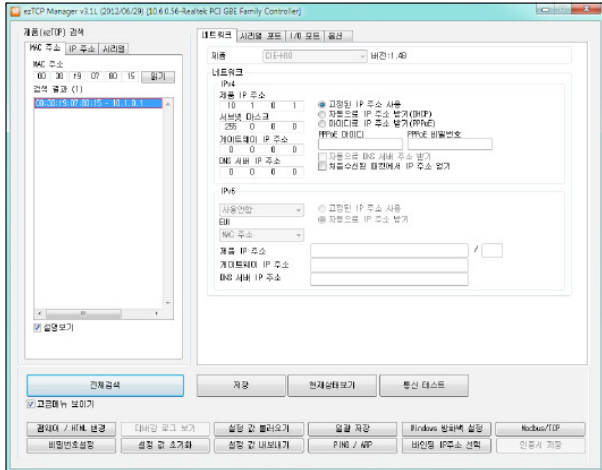 ezTCP Manager v3.1L (2012/06/29) [10.6.0.56-Realtek PCI GBE Family Controller]
제품(ezTCP) 검색
MAC 주소 IP 주소 시리얼
MAC 주소
00 30 f9 07 80 15 읽기
검색 결과 (1)
00:30:f9:07:80:15 - 10.1.0.1
설명보기
네트워크 시리얼 포트 I/O 포트 옵션
제품 CIE-H10 버전:1.4B
네트워크
IPv4
제품 IP 주소
10 1 0 1
서브넷 마스크
255 0 0 0
게이트웨이 IP 주소
0 0 0 0
DNS 서버 IP 주소
0 0 0 0
고정된 IP 주소 사용
자동으로 IP 주소 받기(DHCP)
아이디로 IP 주소 받기(PPPoE)
PPPoE 아이디 PPPoE 비밀번호
자동으로 DNS 서버 주소 받기
처음수신된 패킷에서 IP 주소 얻기
IPv6
사용안함
EUI
MAC 주소
고정된 IP 주소 사용
자동으로 IP 주소 받기
제품 IP 주소 /
게이트웨이 IP 주소
DNS 서버 IP 주소
전체검색 저장 현재상태보기 통신 테스트
고급메뉴 보이기
펌웨어 / HTML 변경 디버깅 로그 보기 설정 값 불러오기 일괄 저장 Windows 방화벽 설정 Modbus/TCP
비밀번호설정 설정 값 초기화 설정 값 내보내기 PING / ARP 바인딩 IP주소 선택 인증서 저장